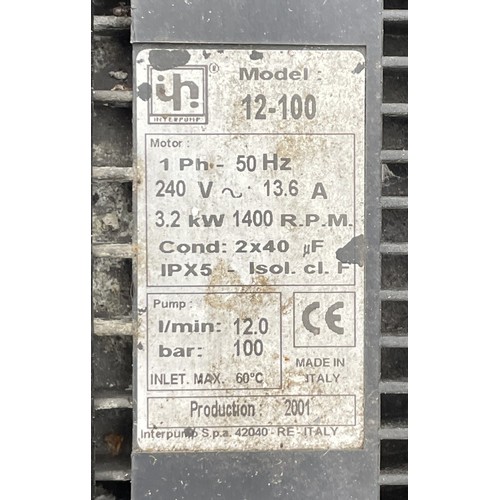 ih ®
INTERPUMP
Model :
12-100
Motor :
1 Ph - 50 Hz
240 V ~ 13.6 A
3.2 kW 1400 R.P.M.
Cond: 2x40 µF
IPX5 - Isol. cl. F
Pump :
l/min: 12.0
bar: 100
INLET. MAX. 60°C
CE
MADE IN
ITALY
Production : 2001
Interpump S.p.a. 42040 - RE - ITALY